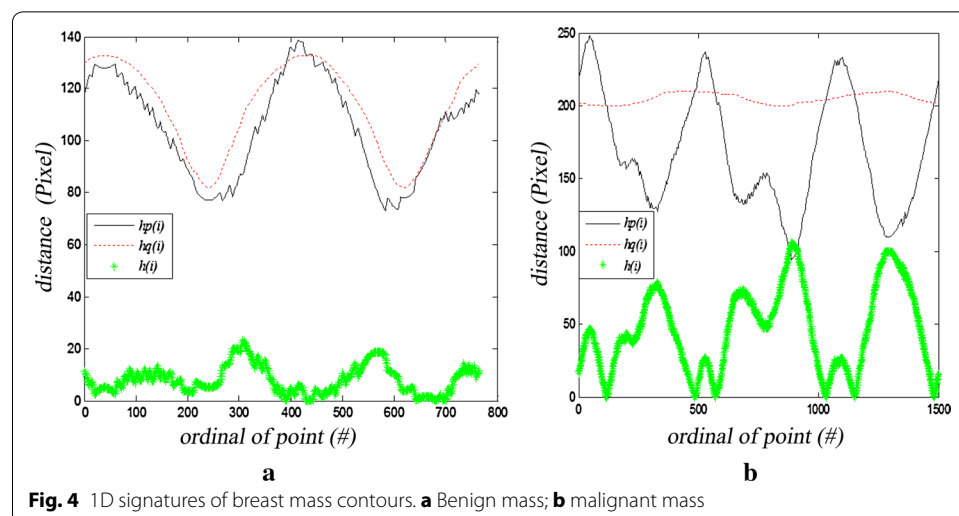 140
120
100
80
60
40
20
0
distance (Pixel)
hp(i)
hq(i)
h(i)
0 100 200 300 400 500 600 700 800
ordinal of point (#)
a
250
200
150
100
50
0
distance (Pixel)
hp(i)
hq(i)
h(i)
0 500 1000 1500
ordinal of point (#)
b
Fig. 4 1D signatures of breast mass contours. a Benign mass; b malignant mass